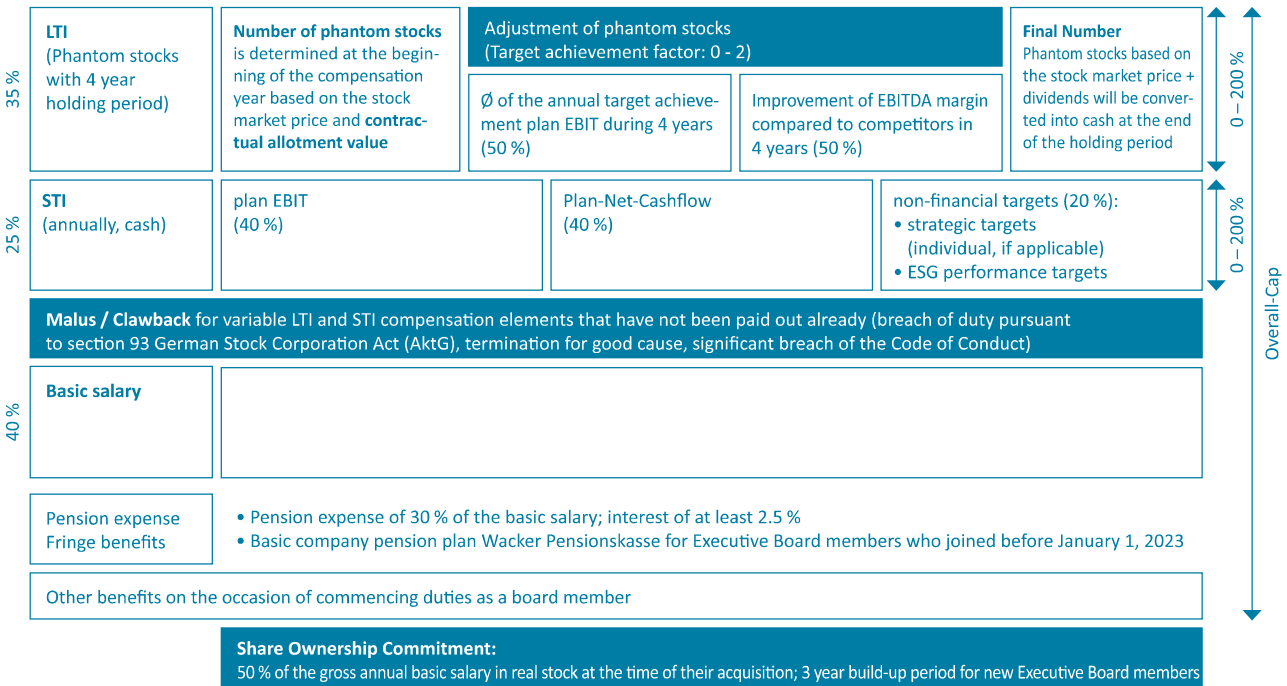 35 %
LTI
(Phantom stocks
with 4 year
holding period)
Number of phantom stocks
is determined at the begin-
ning of the compensation
year based on the stock
market price and contrac-
tual allotment value
Adjustment of phantom stocks
(Target achievement factor: 0 - 2)
Ø of the annual target achieve-
ment plan EBIT during 4 years
(50 %)
Improvement of EBITDA margin
compared to competitors in
4 years (50 %)
Final Number
Phantom stocks based on
the stock market price +
dividends will be conver-
ted into cash at the end
of the holding period
0 – 200 %
25 %
STI
(annually, cash)
plan EBIT
(40 %)
Plan-Net-Cashflow
(40 %)
non-financial targets (20 %):
• strategic targets
(individual, if applicable)
• ESG performance targets
0 – 200 %
Overall-Cap
Malus / Clawback for variable LTI and STI compensation elements that have not been paid out already (breach of duty pursuant
to section 93 German Stock Corporation Act (AktG), termination for good cause, significant breach of the Code of Conduct)
40 %
Basic salary
Pension expense
Fringe benefits
• Pension expense of 30 % of the basic salary; interest of at least 2.5 %
• Basic company pension plan Wacker Pensionskasse for Executive Board members who joined before January 1, 2023
Other benefits on the occasion of commencing duties as a board member
Share Ownership Commitment:
50 % of the gross annual basic salary in real stock at the time of their acquisition; 3 year build-up period for new Executive Board members